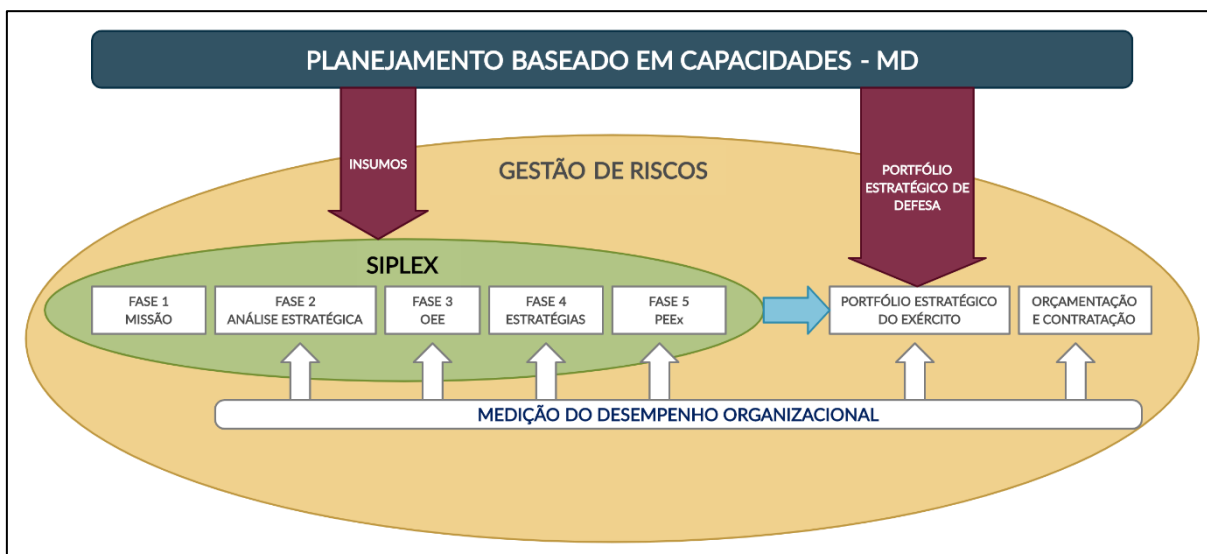 PLANEJAMENTO BASEADO EM CAPACIDADES - MD
INSUMOS
PORTFÓLIO
ESTRATÉGICO DE
DEFESA
GESTÃO DE RISCOS
SIPLEX
FASE 1
MISSÃO
FASE 2
ANÁLISE ESTRATÉGICA
FASE 3
OEE
FASE 4
ESTRATÉGIAS
FASE 5
PEEx
PORTFÓLIO ESTRATÉGICO
DO EXÉRCITO
ORÇAMENTAÇÃO
E CONTRATAÇÃO
MEDIÇÃO DO DESEMPENHO ORGANIZACIONAL